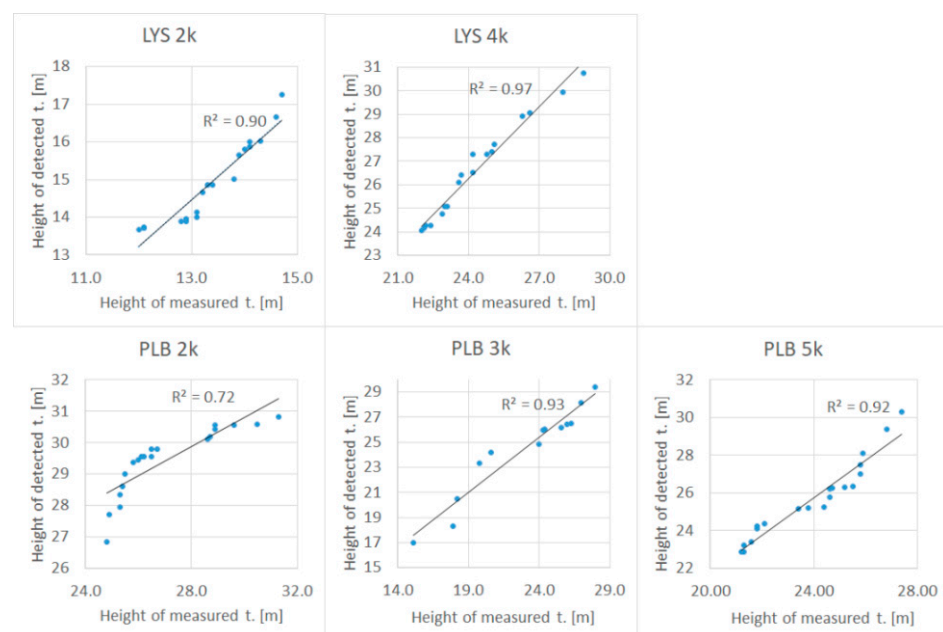 LYS 2k
Height of detected t. [m]
18
17
16
15
14
13
R² = 0.90
11.0 13.0 15.0
Height of measured t. [m]
LYS 4k
Height of detected t. [m]
31
30
29
28
27
26
25
24
23
R² = 0.97
21.0 24.0 27.0 30.0
Height of measured t. [m]
PLB 2k
Height of detected t. [m]
32
31
30
29
28
27
26
R² = 0.72
24.0 28.0 32.0
Height of measured t. [m]
PLB 3k
Height of detected t. [m]
29
27
25
23
21
19
17
15
R² = 0.93
14.0 19.0 24.0 29.0
Height of measured t. [m]
PLB 5k
Height of detected t. [m]
32
30
28
26
24
22
R² = 0.92
20.00 24.00 28.00
Height of measured t. [m]